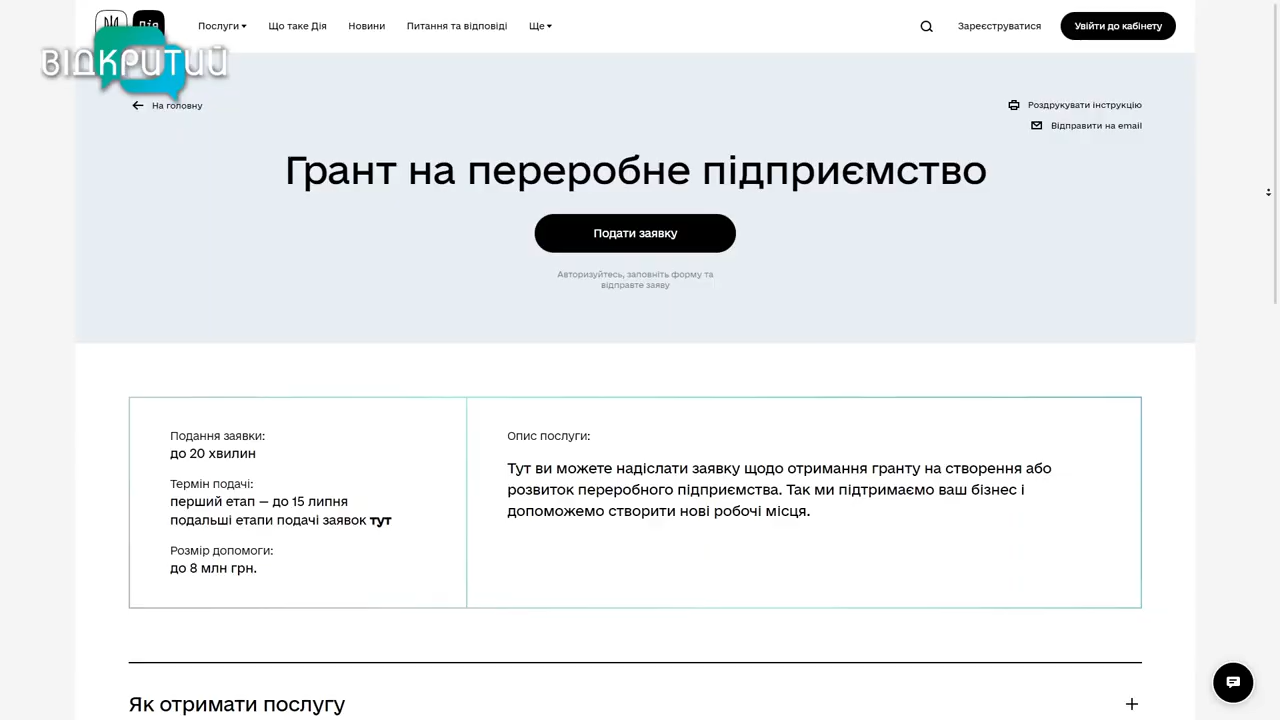 Дія
Послуги
Що таке Дія
Новини
Питання та відповіді
Ще
Зареєструватися
Увійти до кабінету
ВІДКРИТИЙ
На головну
Роздрукувати інструкцію
Відправити на email
Грант на переробне підприємство
Подати заявку
Авторизуйтесь, заповніть форму та
відправте заяву
Подання заявки:
до 20 хвилин
Термін подачі:
перший етап — до 15 липня
подальші етапи подачі заявок тут
Розмір допомоги:
до 8 млн грн.
Опис послуги:
Тут ви можете надіслати заявку щодо отримання гранту на створення або
розвиток переробного підприємства. Так ми підтримаємо ваш бізнес і
допоможемо створити нові робочі місця.
Як отримати послугу